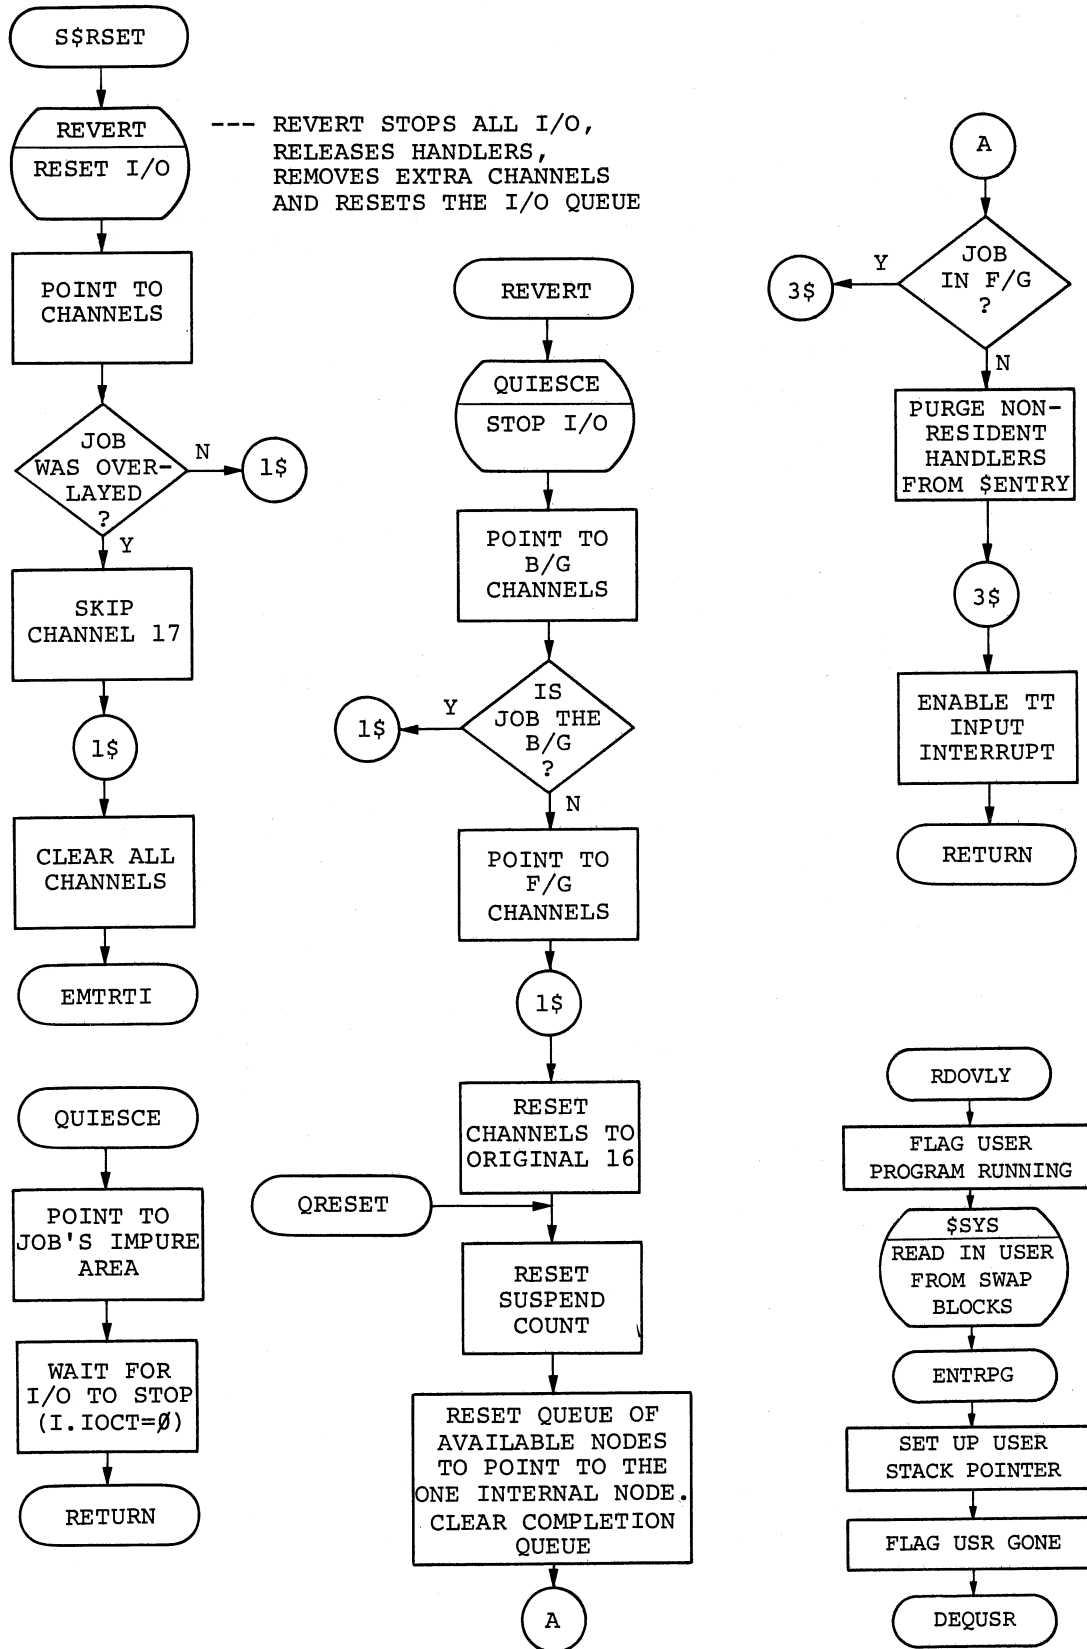 S$RSET
REVERT
RESET I/O
--- REVERT STOPS ALL I/O,
RELEASES HANDLERS,
REMOVES EXTRA CHANNELS
AND RESETS THE I/O QUEUE
POINT TO
CHANNELS
JOB
WAS OVER-
LAYED
?
N
1$
Y
SKIP
CHANNEL 17
1$
CLEAR ALL
CHANNELS
EMTRTI
QUIESCE
POINT TO
JOB'S IMPURE
AREA
WAIT FOR
I/O TO STOP
(I.IOCT=Ø)
RETURN
REVERT
QUIESCE
STOP I/O
POINT TO
B/G
CHANNELS
IS
JOB THE
B/G
?
Y
1$
N
POINT TO
F/G
CHANNELS
1$
RESET
CHANNELS TO
ORIGINAL 16
QRESET
RESET
SUSPEND
COUNT
RESET QUEUE OF
AVAILABLE NODES
TO POINT TO THE
ONE INTERNAL NODE.
CLEAR COMPLETION
QUEUE
A
A
JOB
IN F/G
?
Y
3$
N
PURGE NON-
RESIDENT
HANDLERS
FROM $ENTRY
3$
ENABLE TT
INPUT
INTERRUPT
RETURN
RDOVLY
FLAG USER
PROGRAM RUNNING
$SYS
READ IN USER
FROM SWAP
BLOCKS
ENTRPG
SET UP USER
STACK POINTER
FLAG USR GONE
DEQUSR